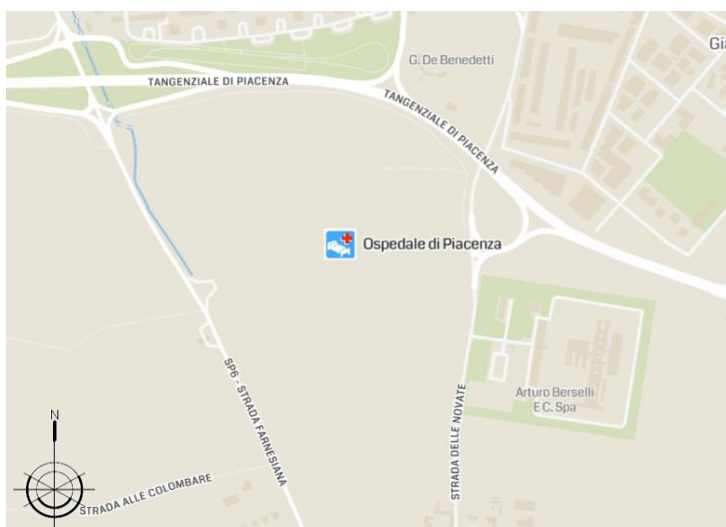 Gia
G. De Benedetti
TANGENZIALE DI PIACENZA
TANGENZIALE DI PIACENZA
Ospedale di Piacenza
SP6 - STRADA FARNESIANA
STRADA DELLE NOVATE
Arturo Berselli
E C. Spa
N
STRADA ALLE COLOMBARE